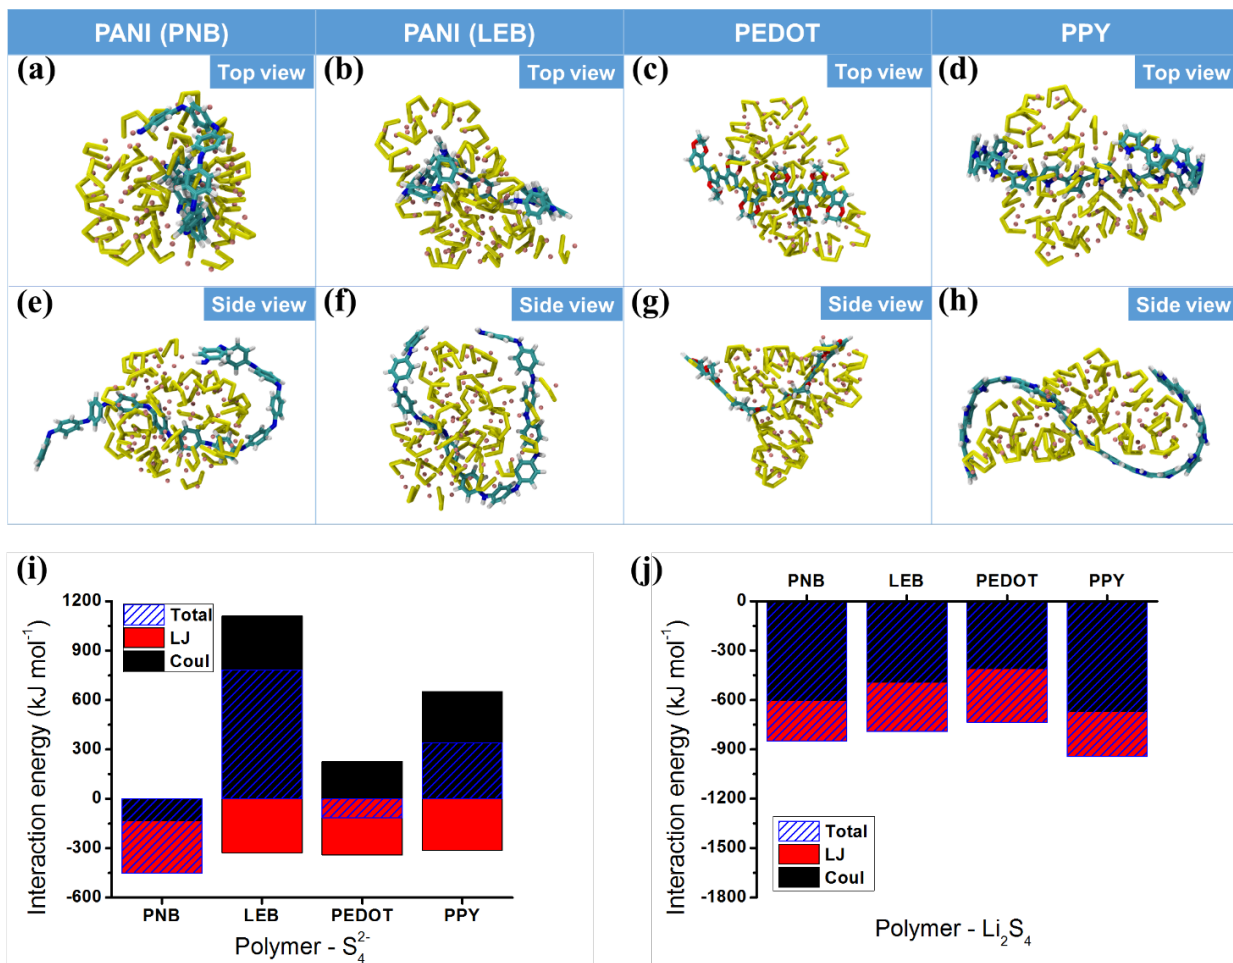 PANI (PNB) PANI (LEB) PEDOT PPY
(a) Top view (b) Top view (c) Top view (d) Top view
(e) Side view (f) Side view (g) Side view (h) Side view
(i)
Interaction energy (kJ mol⁻¹)
1200
900
600
300
0
-300
-600
Total
LJ
Coul
PNB LEB PEDOT PPY
Polymer - S₄²⁻
(j)
PNB LEB PEDOT PPY
Interaction energy (kJ mol⁻¹)
0
-300
-600
-900
-1200
-1500
-1800
Total
LJ
Coul
Polymer - Li₂S₄